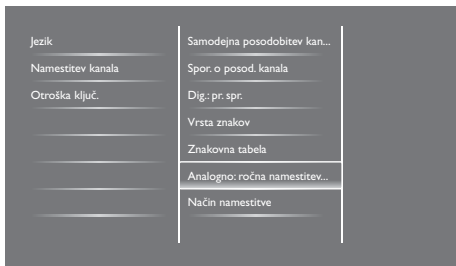 Jezik
Namestitev kanala
Otroška ključ.
Samodejna posodobitev kan...
Spor. o posod. kanala
Dig.: pr. spr.
Vrsta znakov
Znakovna tabela
Analogno: ročna namestitev...
Način namestitve